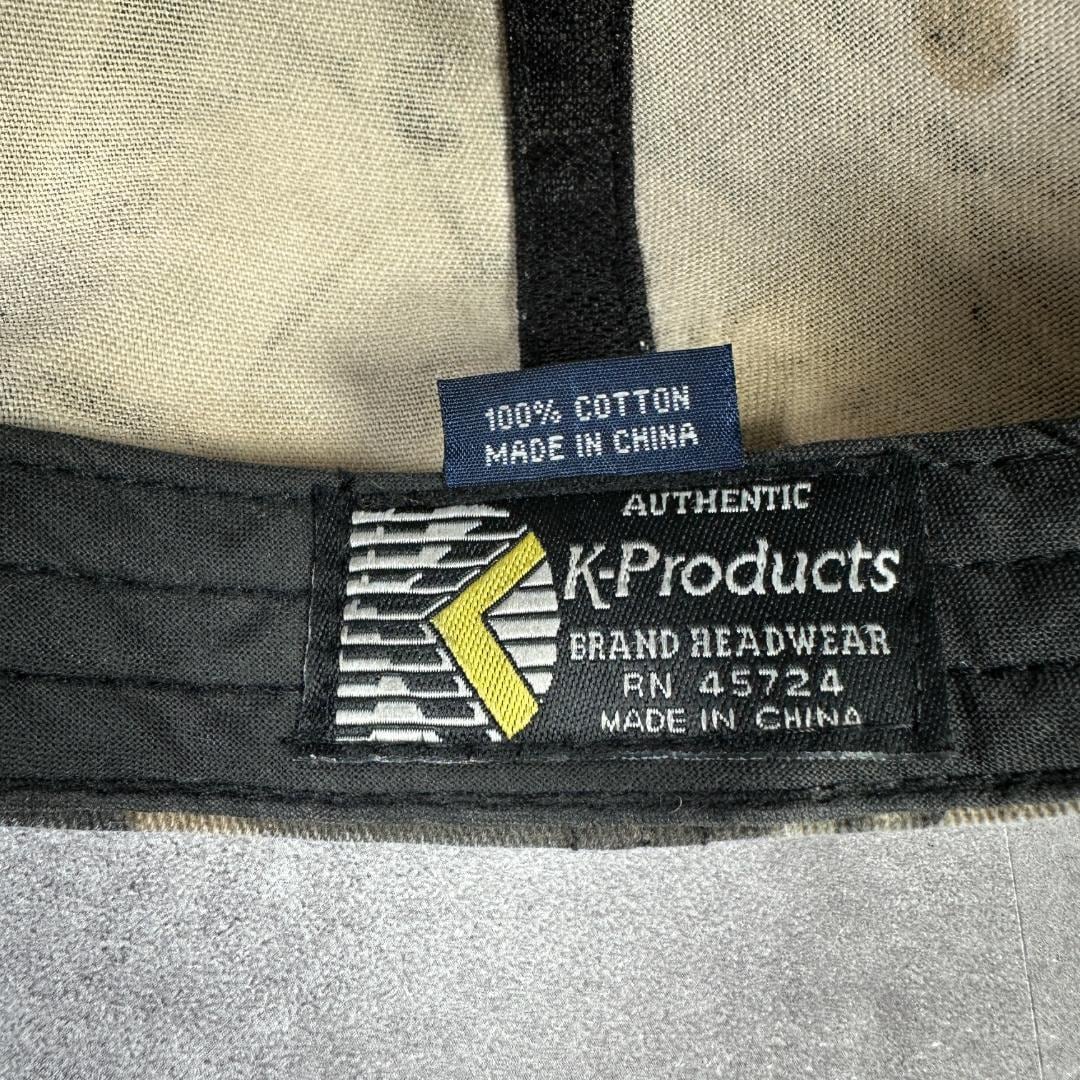 100% COTTON
MADE IN CHINA
AUTHENTIC
K-Products
BRAND HEADWEAR
RN 45724
MADE IN CHINA